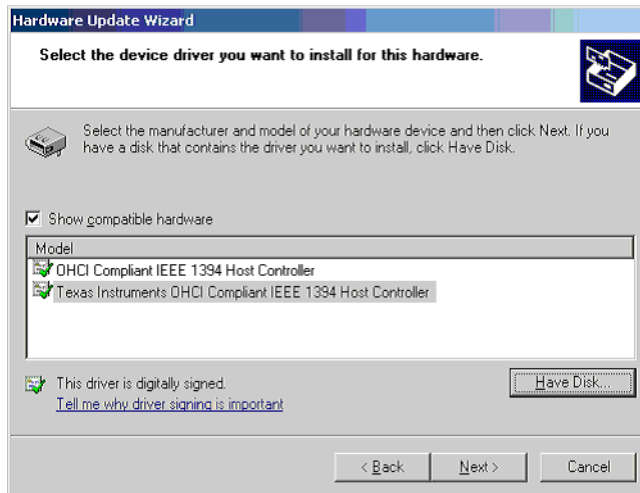 Hardware Update Wizard
Select the device driver you want to install for this hardware.
Select the manufacturer and model of your hardware device and then click Next. If you
have a disk that contains the driver you want to install, click Have Disk.
Show compatible hardware
Model
OHCI Compliant IEEE 1394 Host Controller
Texas Instruments OHCI Compliant IEEE 1394 Host Controller
This driver is digitally signed.
Have Disk...
Tell me why driver signing is important
< Back
Next >
Cancel